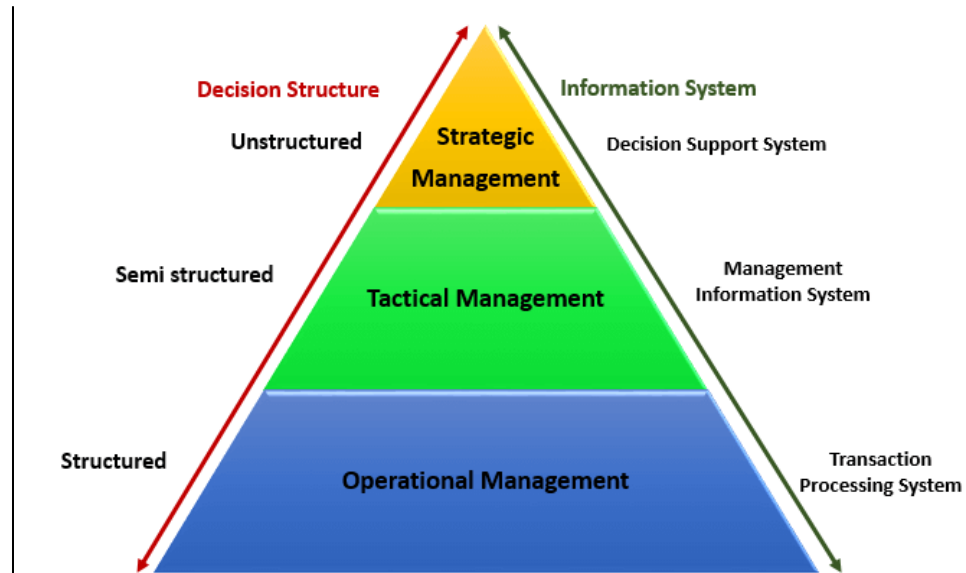 Decision Structure
Information System
Unstructured
Strategic
Management
Decision Support System
Semi structured
Tactical Management
Management
Information System
Structured
Operational Management
Transaction
Processing System